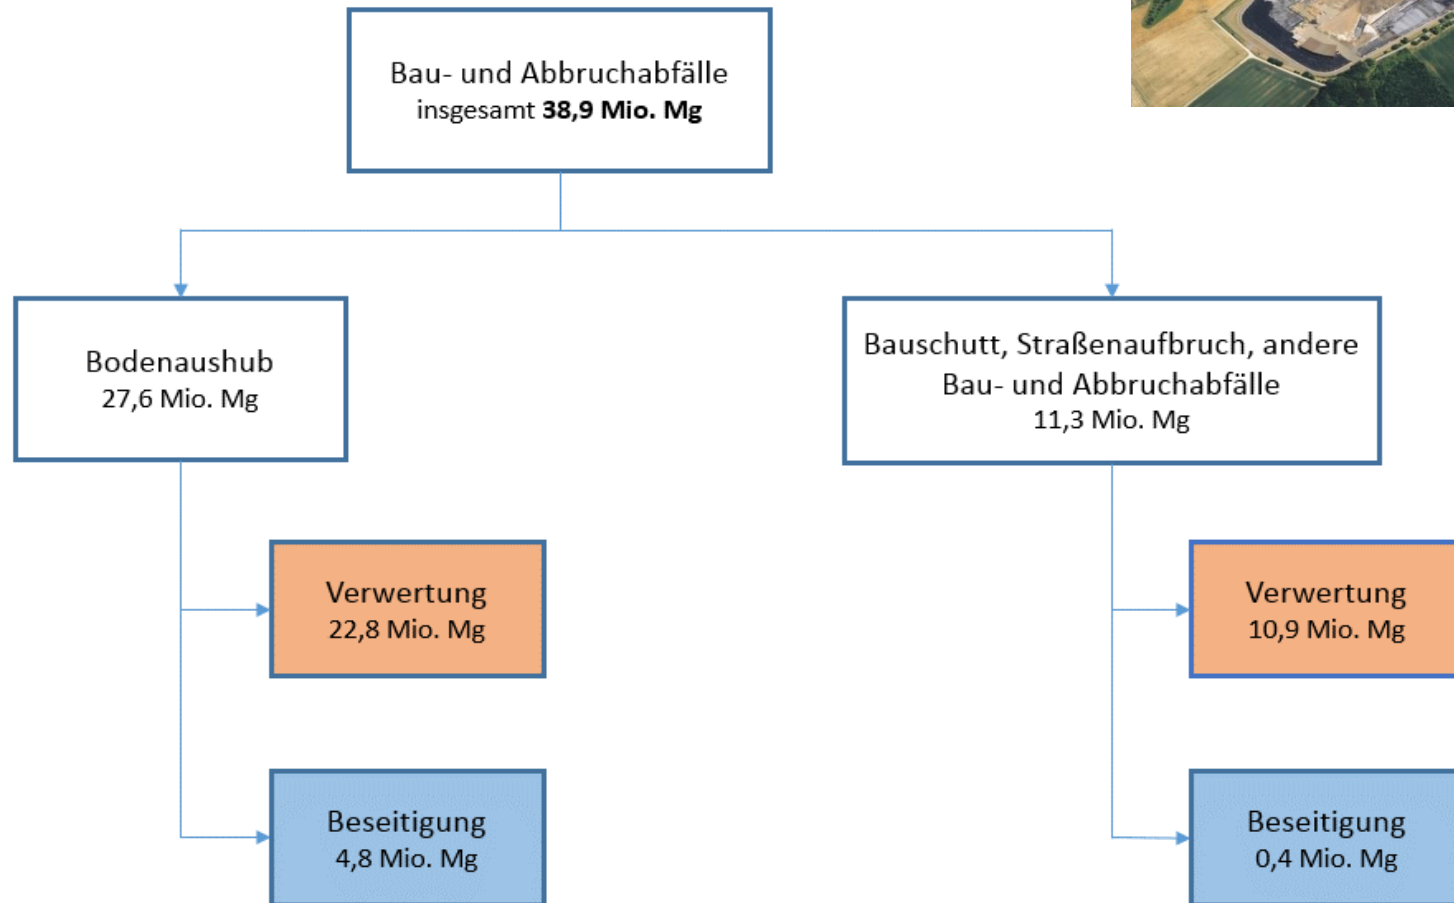 Bau- und Abbruchabfälle
insgesamt 38,9 Mio. Mg
Bodenaushub
27,6 Mio. Mg
Bauschutt, Straßenaufbruch, andere
Bau- und Abbruchabfälle
11,3 Mio. Mg
Verwertung
22,8 Mio. Mg
Verwertung
10,9 Mio. Mg
Beseitigung
4,8 Mio. Mg
Beseitigung
0,4 Mio. Mg